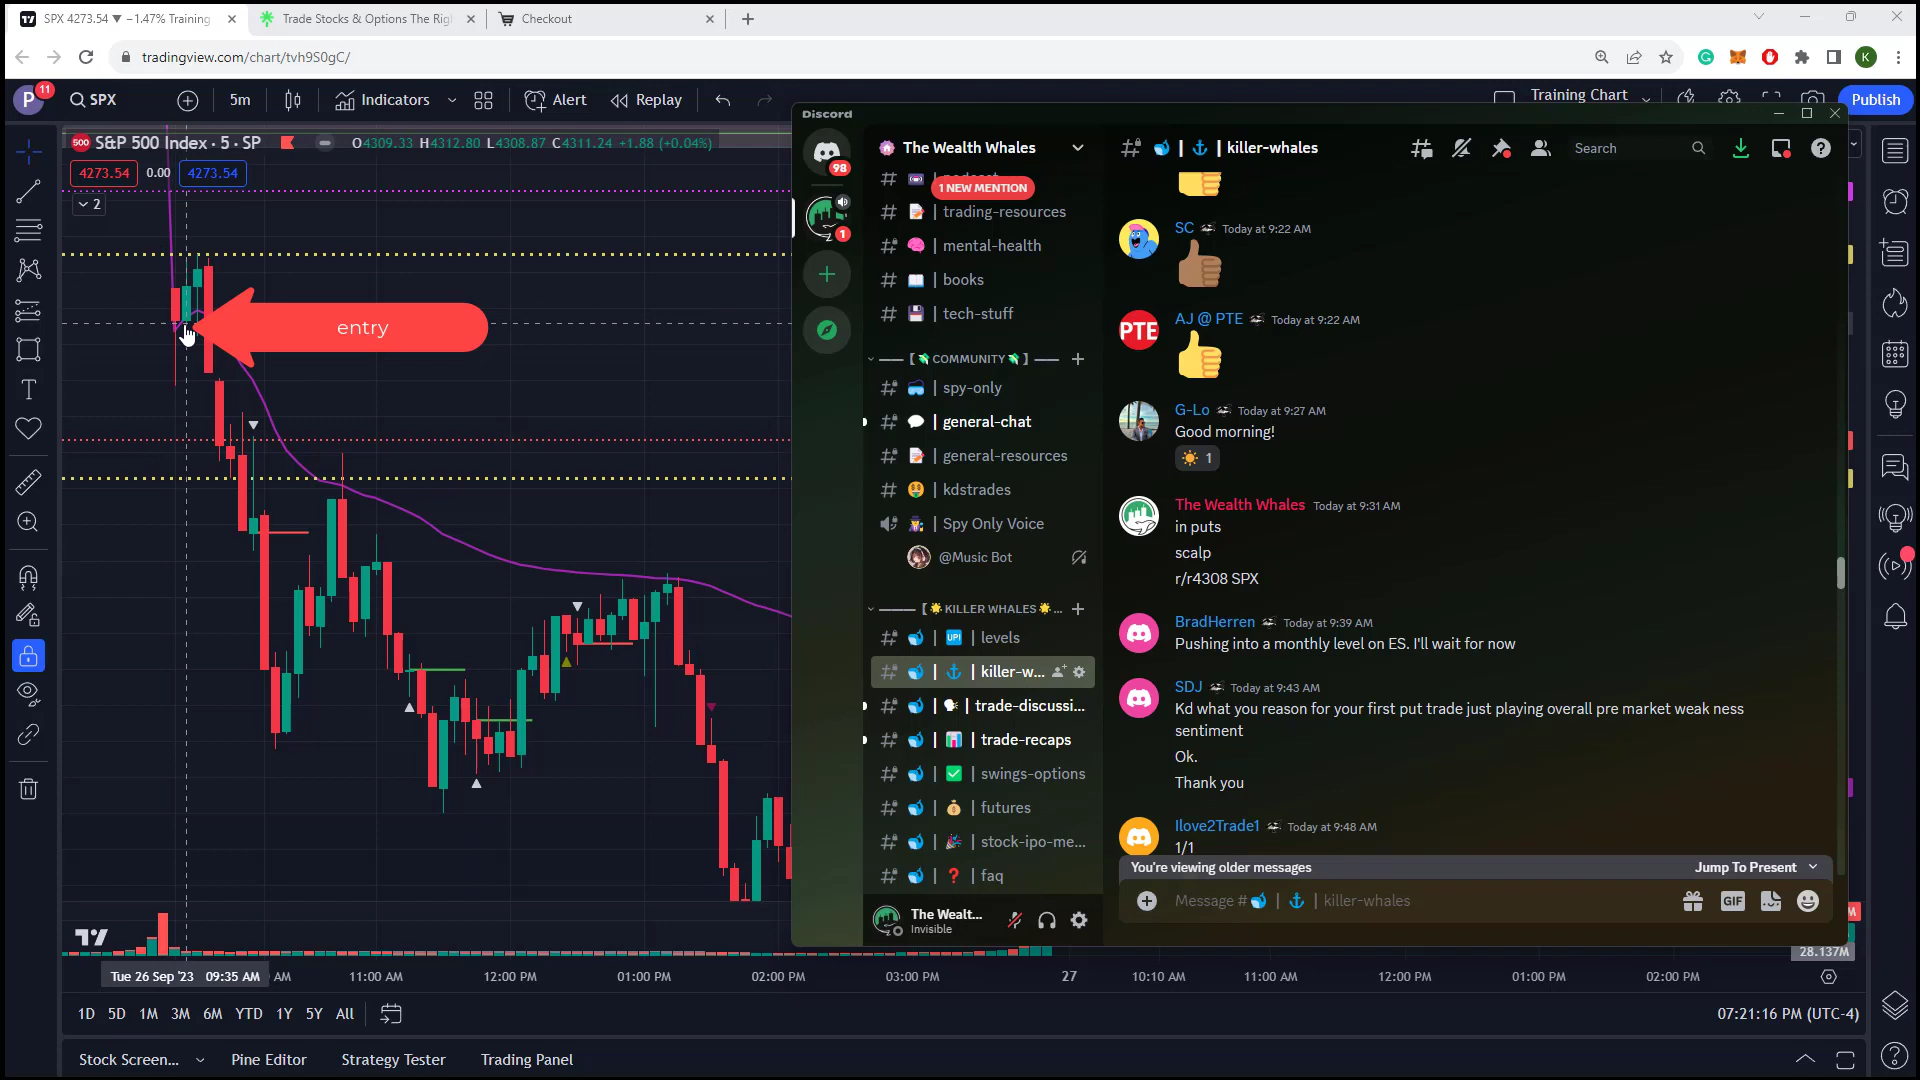 SPX 4273.54 ▼ −1.47% Training
Trade Stocks & Options The Rig
Checkout
tradingview.com/chart/tvh9S0gC/
K
P
11
SPX
5m
Indicators
Alert
Replay
Training Chart
Publish
500
S&P 500 Index · 5 · SP
O4309.33 H4312.80 L4308.87 C4311.24 +1.88 (+0.04%)
4273.54
0.00
4273.54
2
entry
Discord
98
1
The Wealth Whales
1 NEW MENTION
| trading-resources
| mental-health
| books
| tech-stuff
—— [ COMMUNITY ] ——
| spy-only
| general-chat
| general-resources
| kdstrades
| Spy Only Voice
@Music Bot
——— [ KILLER WHALES ...
| UP! | levels
| | killer-w...
| | trade-discussi...
| | trade-recaps
| | swings-options
| | futures
| | stock-ipo-me...
| | faq
The Wealt...
Invisible
| | killer-whales
Search
SC Today at 9:22 AM
PTE
AJ @ PTE Today at 9:22 AM
G-Lo Today at 9:27 AM
Good morning!
1
The Wealth Whales Today at 9:31 AM
in puts
scalp
r/r4308 SPX
BradHerren Today at 9:39 AM
Pushing into a monthly level on ES. I'll wait for now
SDJ Today at 9:43 AM
Kd what you reason for your first put trade just playing overall pre market weak ness
sentiment
Ok.
Thank you
Ilove2Trade1 Today at 9:48 AM
1/1
You're viewing older messages
Jump To Present
Message # | | killer-whales
GIF
M
28.137M
Tue 26 Sep '23 09:35 AM
AM
11:00 AM
12:00 PM
01:00 PM
02:00 PM
03:00 PM
27
10:10 AM
11:00 AM
12:00 PM
01:00 PM
02:00 PM
1D 5D 1M 3M 6M YTD 1Y 5Y All
07:21:16 PM (UTC-4)
Stock Screen...
Pine Editor
Strategy Tester
Trading Panel